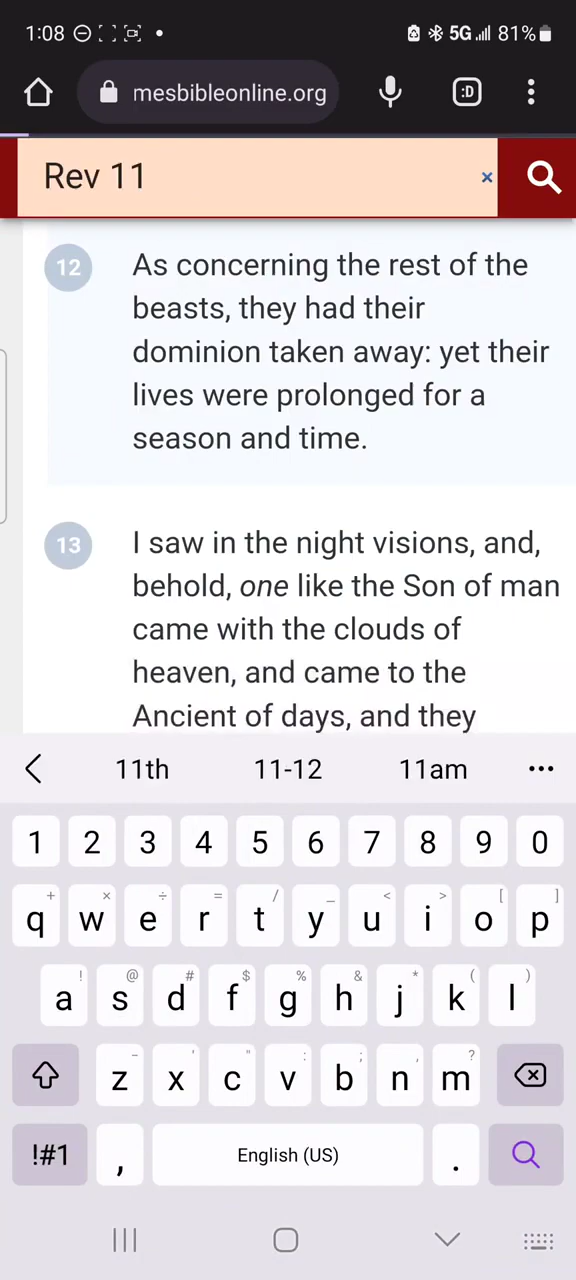 1:08 81%
5G
mesbibleonline.org :D
Rev 11 ×
12 As concerning the rest of the
beasts, they had their
dominion taken away: yet their
lives were prolonged for a
season and time.
13 I saw in the night visions, and,
behold, one like the Son of man
came with the clouds of
heaven, and came to the
Ancient of days, and they
11th 11-12 11am
1 2 3 4 5 6 7 8 9 0
+ × ÷ = / _ < > [ ]
q w e r t y u i o p
! @ # $ % & * ( )
a s d f g h j k l
- ' " : ; , ?
z x c v b n m
!#1 , English (US) .